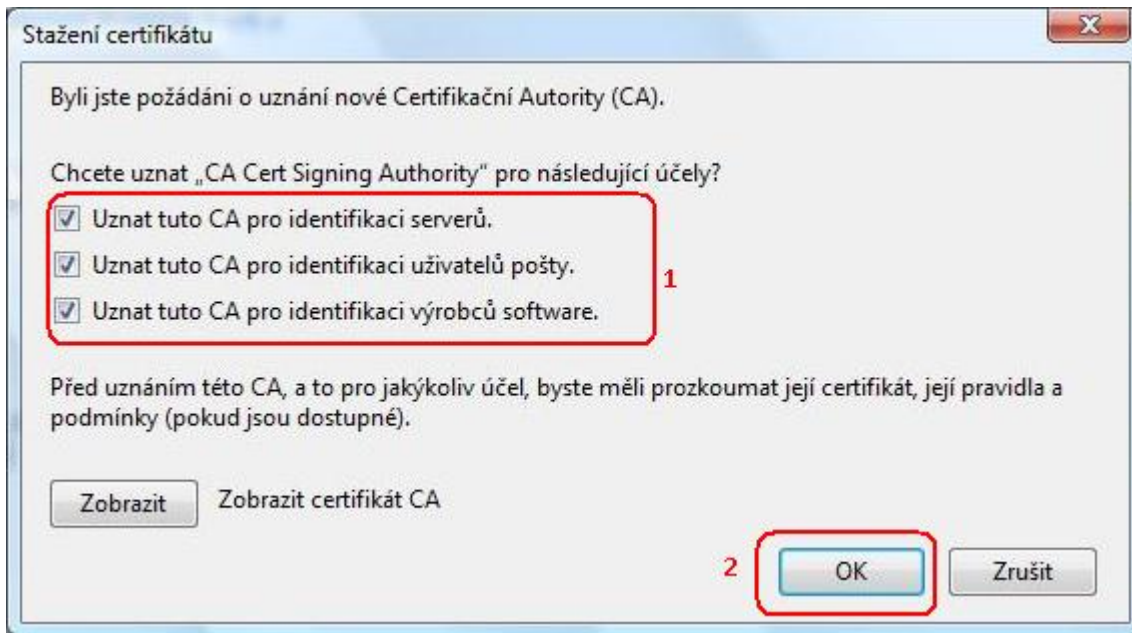 Stažení certifikátu
Byli jste požádáni o uznání nové Certifikační Autority (CA).
Chcete uznat „CA Cert Signing Authority“ pro následující účely?
Uznat tuto CA pro identifikaci serverů.
Uznat tuto CA pro identifikaci uživatelů pošty.
1
Uznat tuto CA pro identifikaci výrobců software.
Před uznáním této CA, a to pro jakýkoliv účel, byste měli prozkoumat její certifikát, její pravidla a
podmínky (pokud jsou dostupné).
Zobrazit Zobrazit certifikát CA
2 OK Zrušit